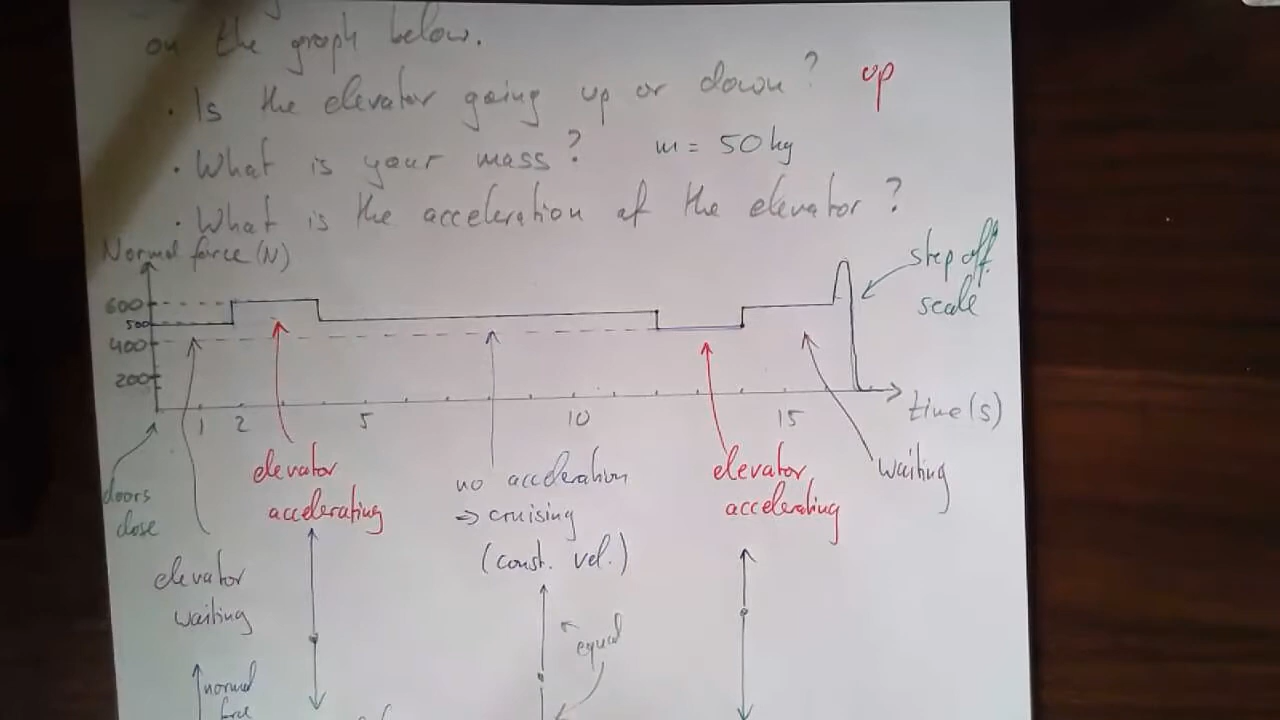 on the graph below.
· Is the elevator going up or down? up
· What is your mass? m = 50 kg
· What is the acceleration of the elevator?
Normal force (N)
step off
scale
600
500
400
200
1 2 5 10 15
time (s)
doors
close
elevator
accelerating
no acceleration
⇒ cruising
(const. vel.)
elevator
accelerating
waiting
elevator
waiting
equal
normal
force